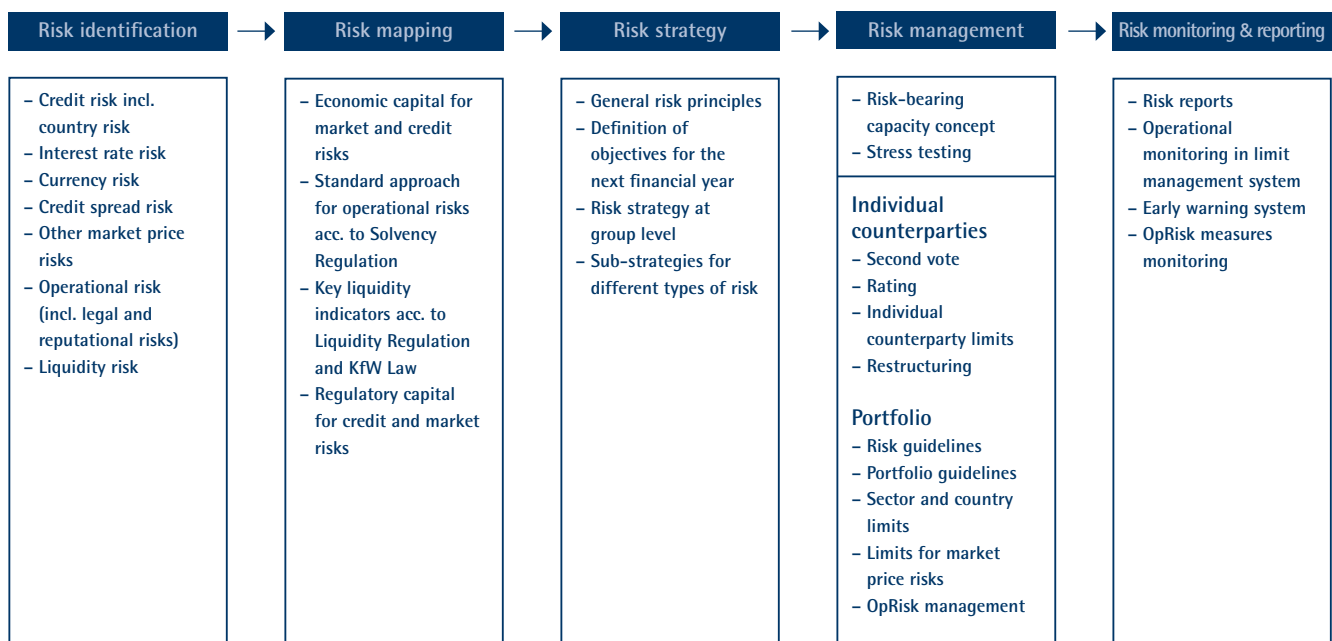 Risk identification
Risk mapping
Risk strategy
Risk management
Risk monitoring & reporting
– Credit risk incl.
country risk
– Interest rate risk
– Currency risk
– Credit spread risk
– Other market price
risks
– Operational risk
(incl. legal and
reputational risks)
– Liquidity risk
– Economic capital for
market and credit
risks
– Standard approach
for operational risks
acc. to Solvency
Regulation
– Key liquidity
indicators acc. to
Liquidity Regulation
and KfW Law
– Regulatory capital
for credit and market
risks
– General risk principles
– Definition of
objectives for the
next financial year
– Risk strategy at
group level
– Sub-strategies for
different types of risk
– Risk-bearing
capacity concept
– Stress testing
Individual
counterparties
– Second vote
– Rating
– Individual
counterparty limits
– Restructuring
Portfolio
– Risk guidelines
– Portfolio guidelines
– Sector and country
limits
– Limits for market
price risks
– OpRisk management
– Risk reports
– Operational
monitoring in limit
management system
– Early warning system
– OpRisk measures
monitoring